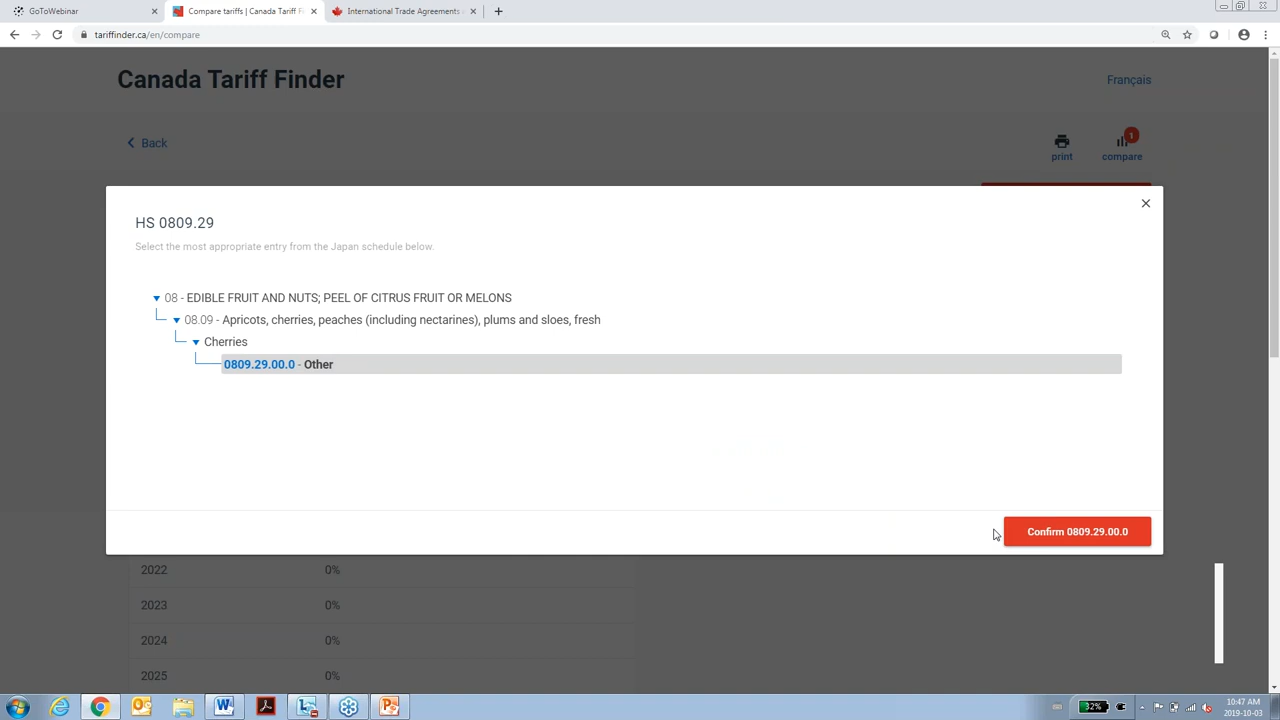 GoToWebinar
Compare tariffs | Canada Tariff F
International Trade Agreements
tariffinder.ca/en/compare
Canada Tariff Finder
Français
Back
print
1
compare
HS 0809.29
Select the most appropriate entry from the Japan schedule below.
08 - EDIBLE FRUIT AND NUTS; PEEL OF CITRUS FRUIT OR MELONS
08.09 - Apricots, cherries, peaches (including nectarines), plums and sloes, fresh
Cherries
0809.29.00.0 - Other
Confirm 0809.29.00.0
2022 0%
2023 0%
2024 0%
2025 0%
32%
10:47 AM
2019-10-03